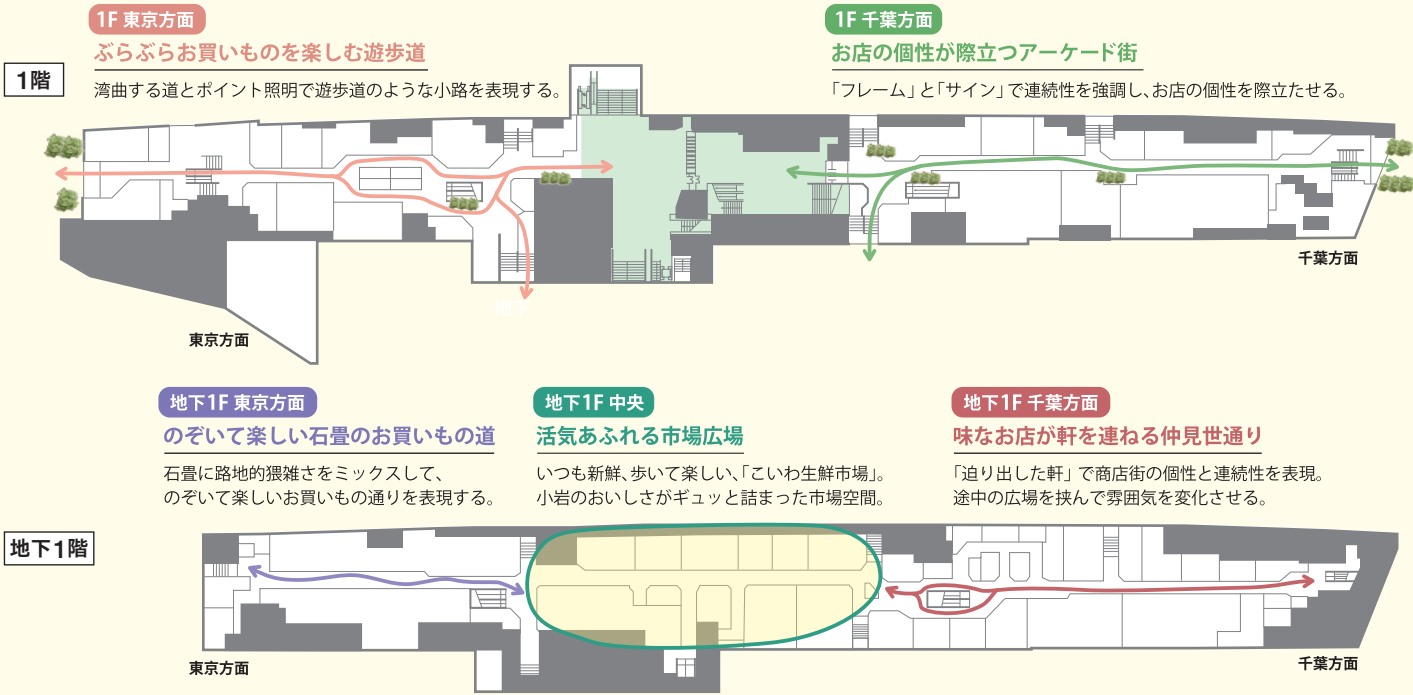 1F 東京方面
ぶらぶらお買いものを楽しむ遊歩道
湾曲する道とポイント照明で遊歩道のような小路を表現する。
1F 千葉方面
お店の個性が際立つアーケード街
「フレーム」と「サイン」で連続性を強調し、お店の個性を際立たせる。
1階
地下
千葉方面
東京方面
地下1F 東京方面
のぞいて楽しい石畳のお買いもの道
石畳に路地的猥雑さをミックスして、
のぞいて楽しいお買いもの通りを表現する。
地下1F 中央
活気あふれる市場広場
いつも新鮮、歩いて楽しい、「こいわ生鮮市場」。
小岩のおいしさがギュッと詰まった市場空間。
地下1F 千葉方面
味なお店が軒を連ねる仲見世通り
「迫り出した軒」で商店街の個性と連続性を表現。
途中の広場を挟んで雰囲気を変化させる。
地下1階
東京方面
千葉方面